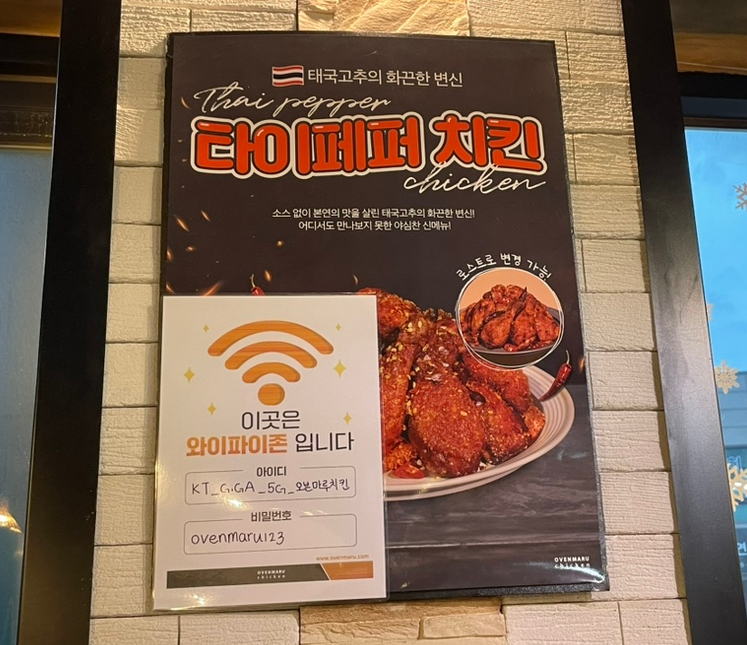 태국고추의 화끈한 변신
Thai pepper
타이페퍼 치킨
chicken
소스 없이 본연의 맛을 살린 태국고추의 화끈한 변신!
어디서도 만나보지 못한 야심찬 신메뉴!
로스트로 변경 가능!
이곳은
와이파이존 입니다
아이디
KT_GiGA_5G_오븐마루치킨
비밀번호
ovenmaru123
www.ovenmaru.com
OVENMARU
chicken
OVENMARU
chicken